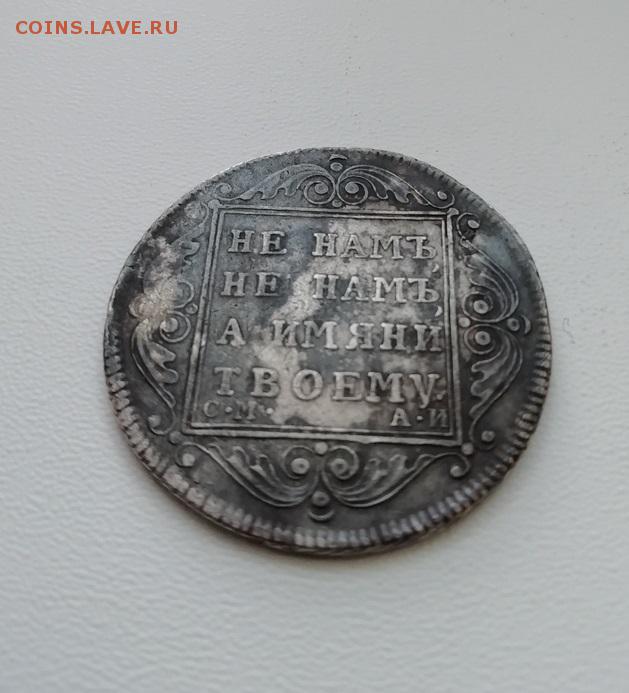 COINS.LAVE.RU
НЕ НАМЪ,
НЕ НАМЪ,
А ИМЯНИ
ТВОЕМУ.
С·М· А·И